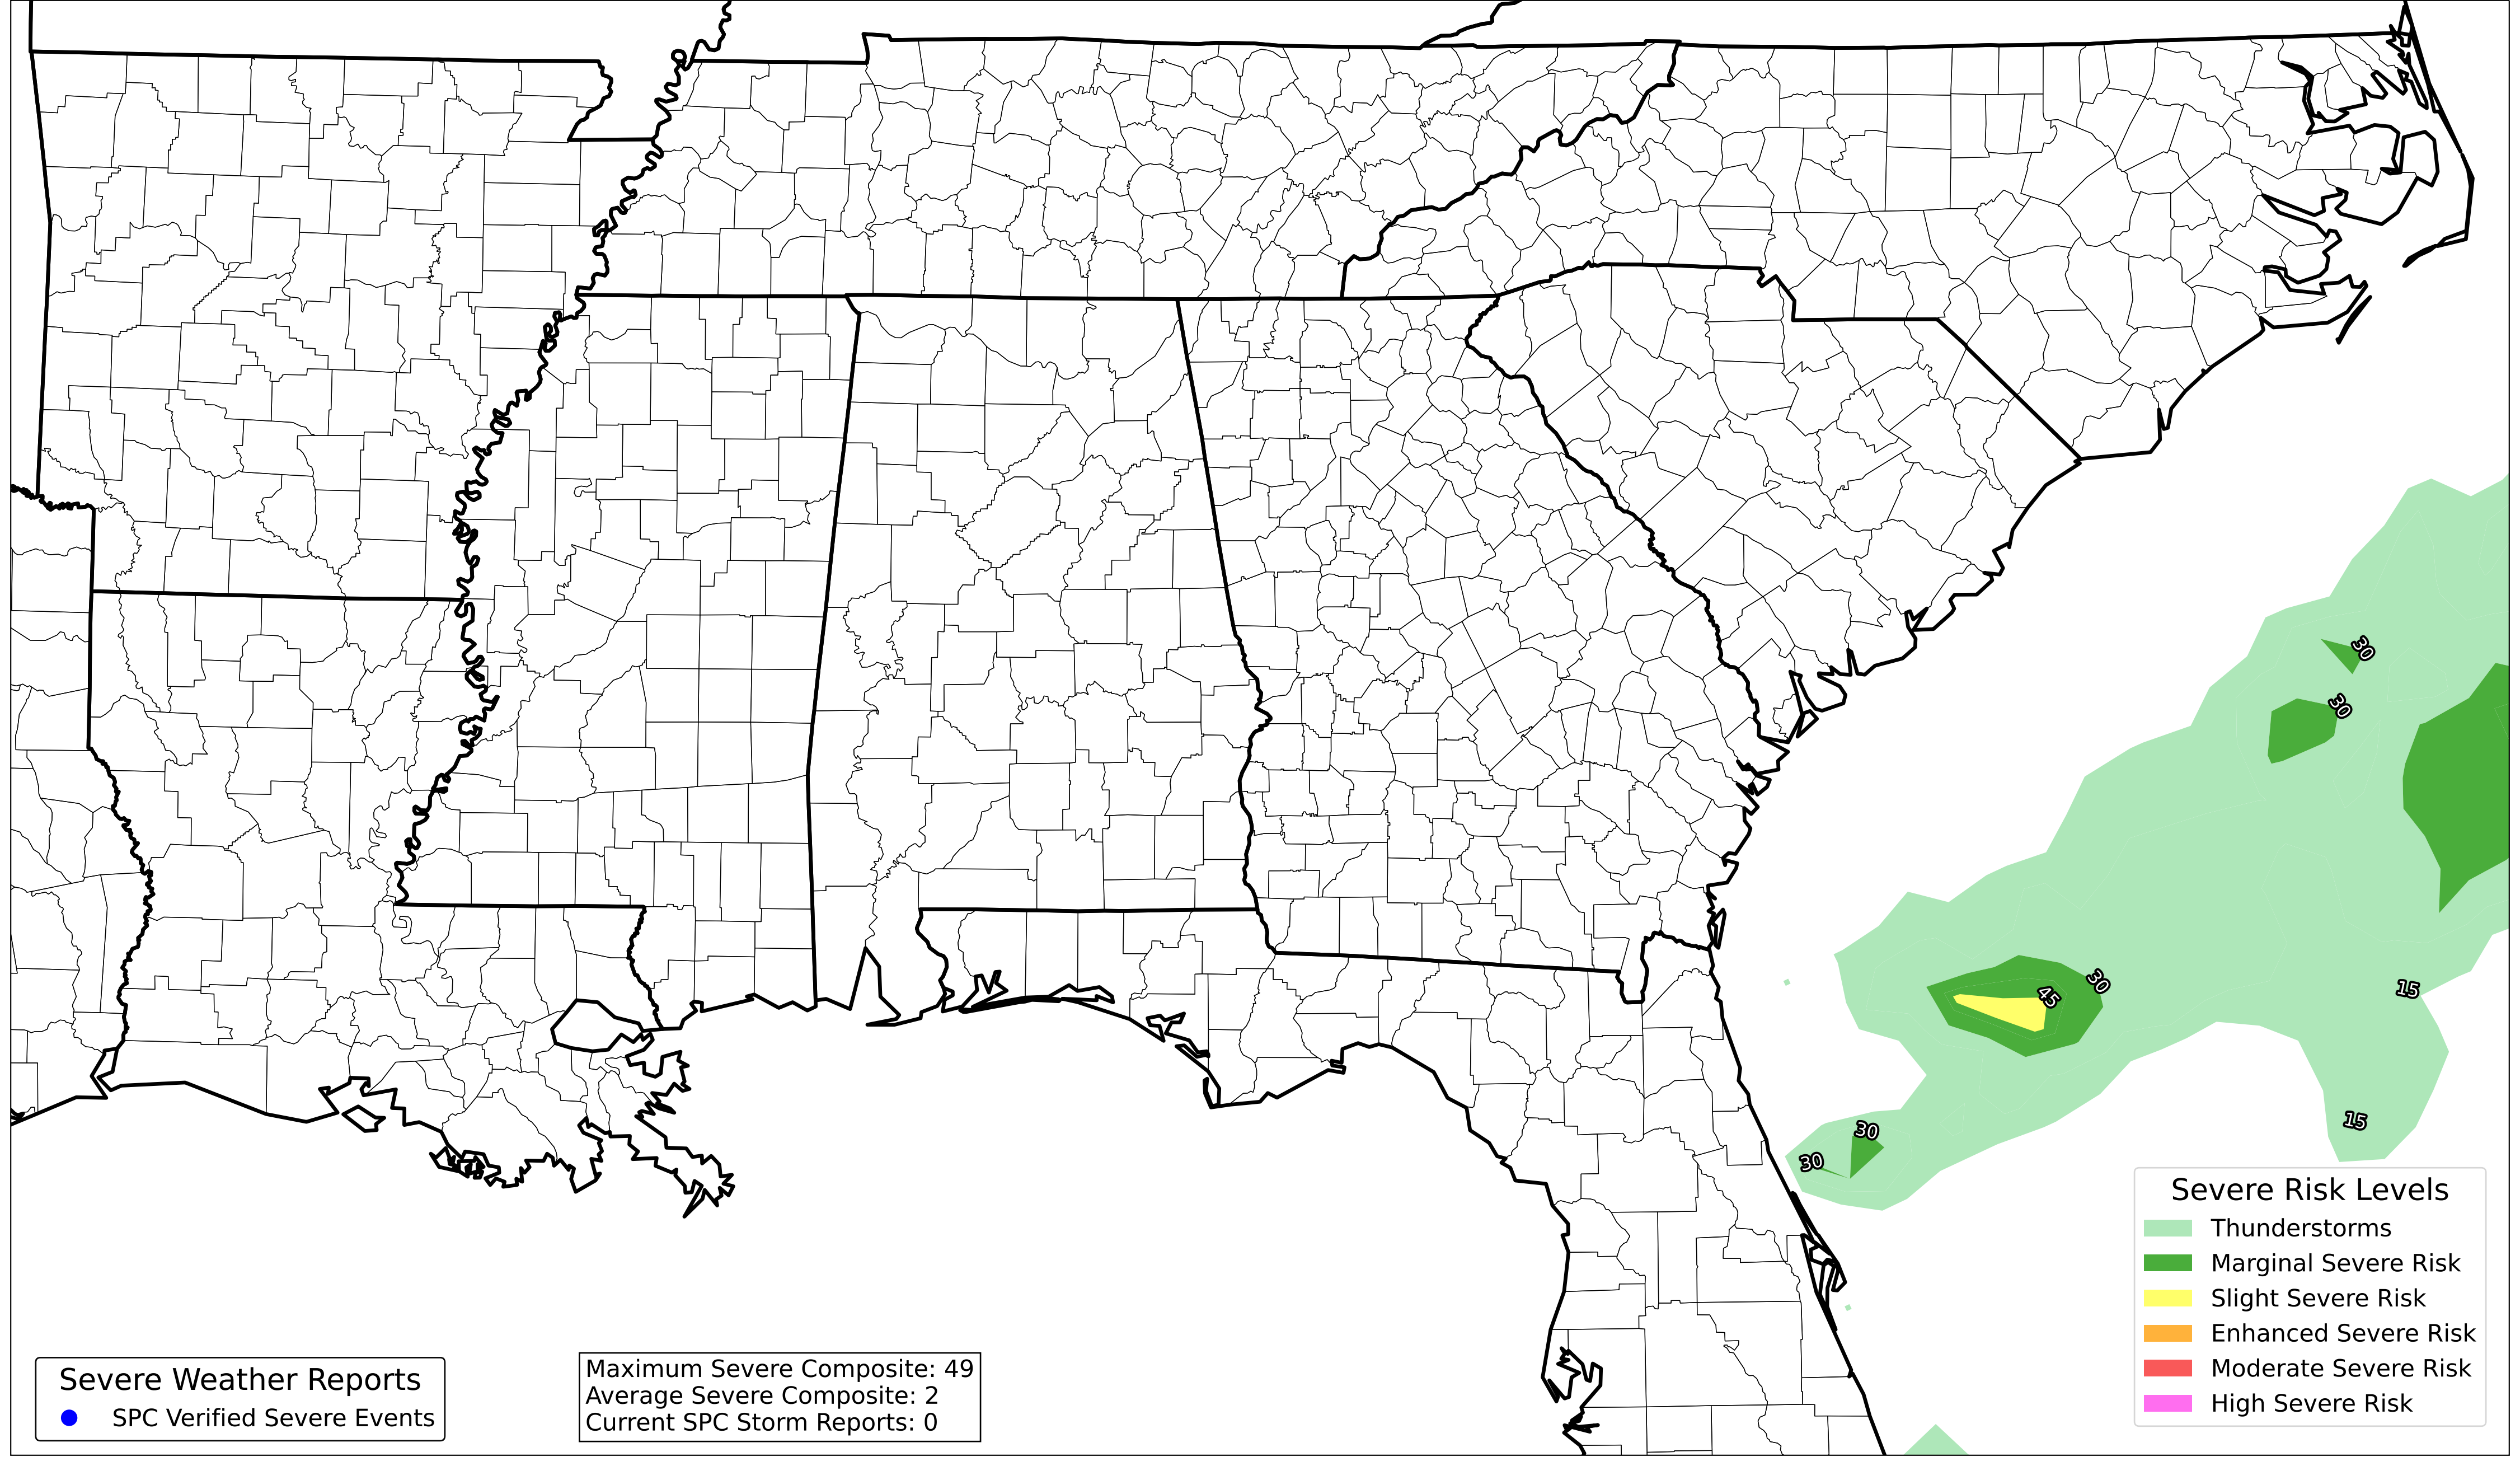 30
30
30
45
15
15
30
30
Severe Risk Levels
Thunderstorms
Marginal Severe Risk
Slight Severe Risk
Enhanced Severe Risk
Moderate Severe Risk
High Severe Risk
Severe Weather Reports
SPC Verified Severe Events
Maximum Severe Composite: 49
Average Severe Composite: 2
Current SPC Storm Reports: 0